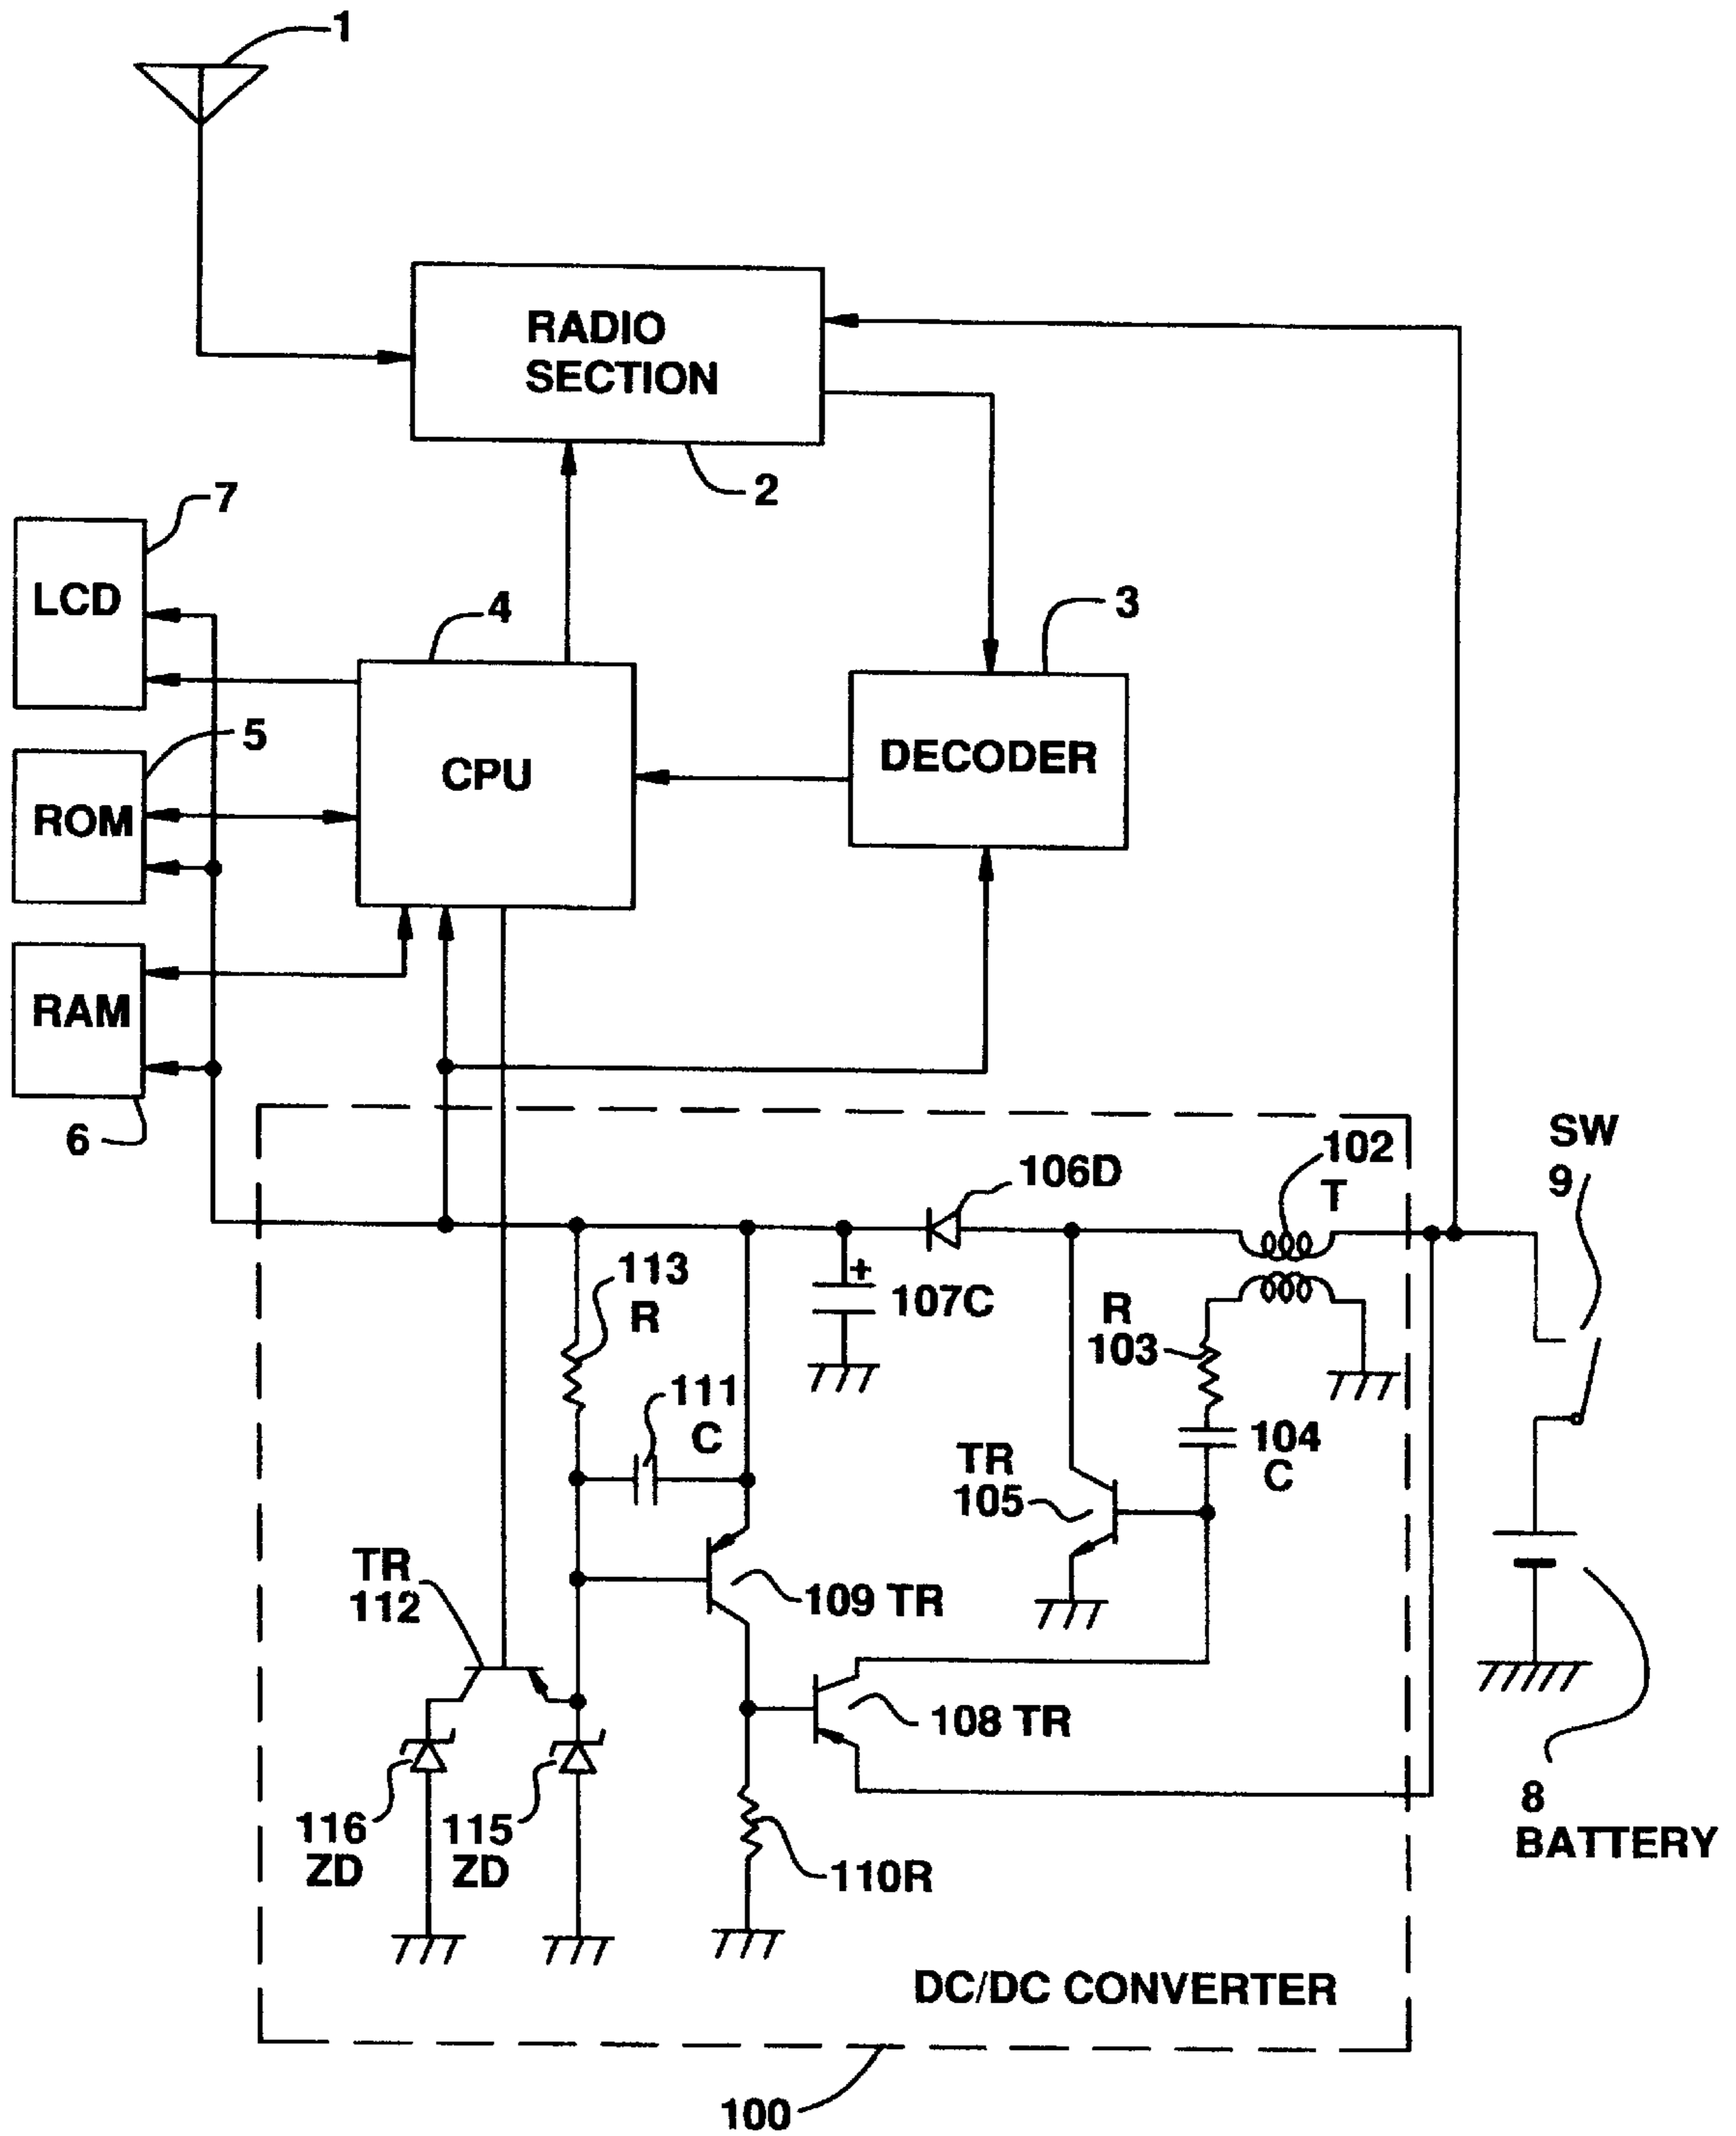 1
RADIO
SECTION
2
7
LCD
4
3
5
CPU
DECODER
ROM
RAM
6
SW
9
102
T
106D
113
R
+
107C
R
103
111
C
104
C
TR
105
TR
112
109 TR
108 TR
116
ZD
115
ZD
110R
8
BATTERY
DC/DC CONVERTER
100